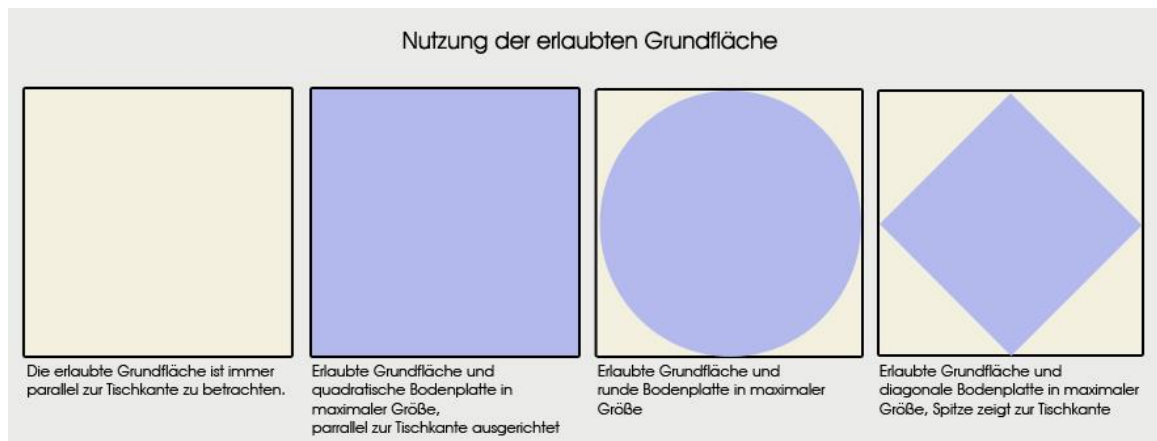 Nutzung der erlaubten Grundfläche
Die erlaubte Grundfläche ist immer
parallel zur Tischkante zu betrachten.
Erlaubte Grundfläche und
quadratische Bodenplatte in
maximaler Größe,
parrallel zur Tischkante ausgerichtet
Erlaubte Grundfläche und
runde Bodenplatte in maximaler
Größe
Erlaubte Grundfläche und
diagonale Bodenplatte in maximaler
Größe, Spitze zeigt zur Tischkante